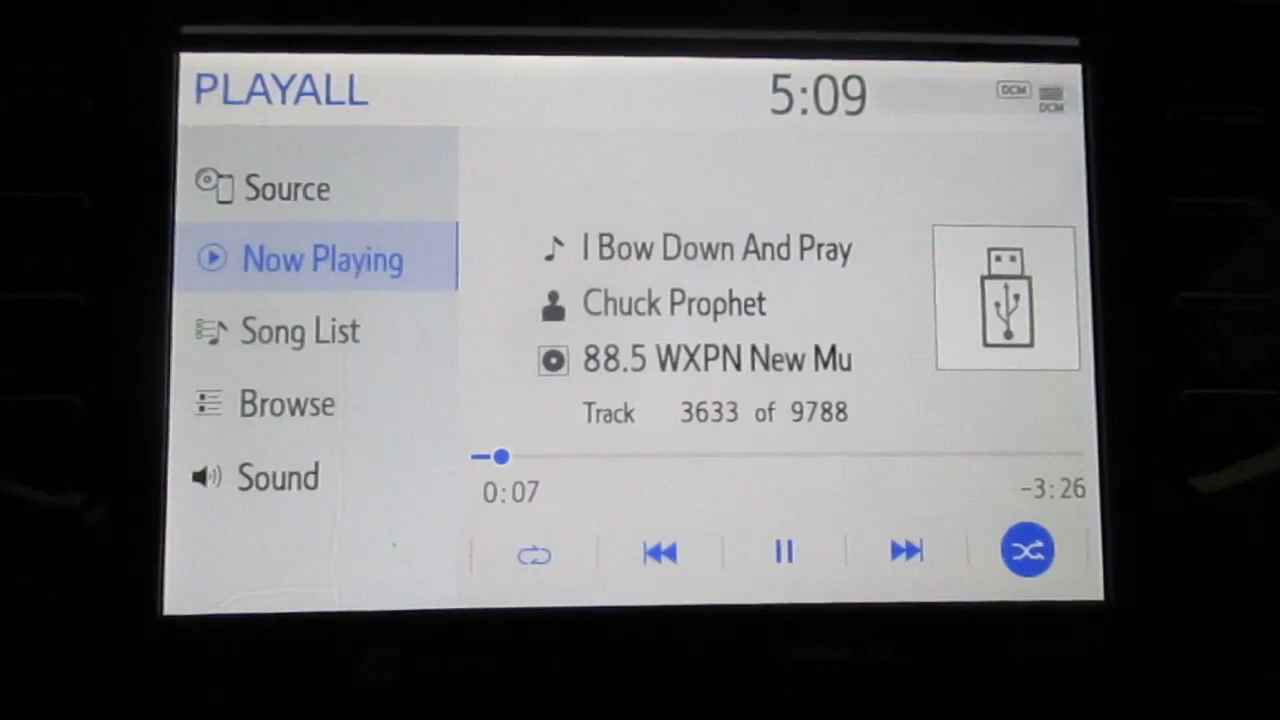 PLAYALL
5:09
DCM
DCM
Source
Now Playing
Song List
Browse
Sound
I Bow Down And Pray
Chuck Prophet
88.5 WXPN New Mu
Track 3633 of 9788
0:07
-3:26